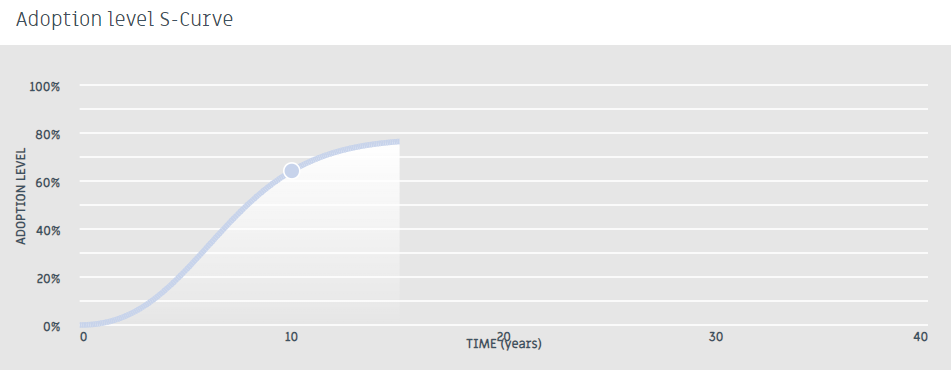 Adoption level S-Curve
100%
80%
60%
40%
20%
0%
ADOPTION LEVEL
0 10 20 30 40
TIME (years)